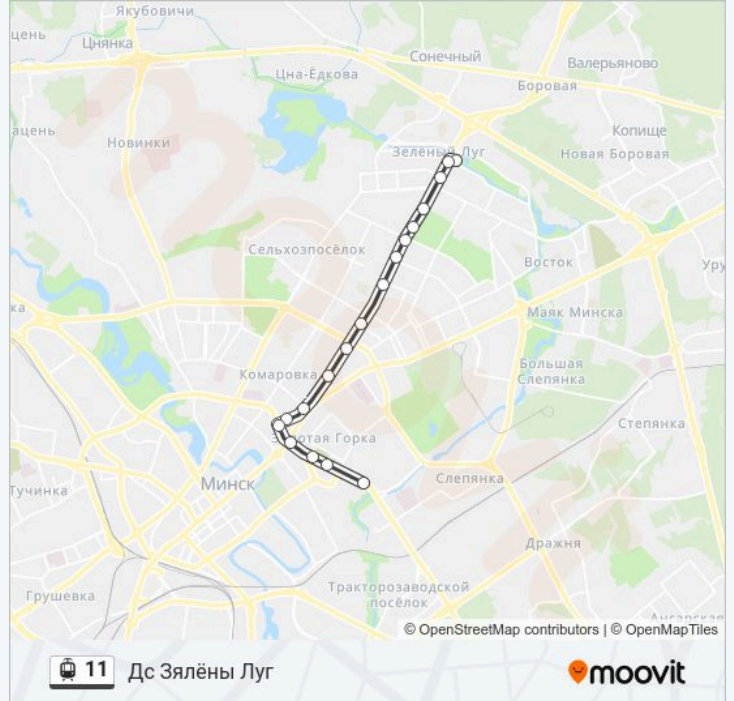 Якубовичи
цень
Цнянка
Сонечный
Цна-Ёдкова
Валерьяново
Боровая
ацень
Новинки
Копище
Зелёный Луг
Новая Боровая
Сельхозпосёлок
Восток
Уру
ка
Маяк Минска
Комаровка
Большая
Слепянка
Степянка
Золотая Горка
Минск
Слепянка
Тучинка
Дражня
Тракторозаводской
посёлок
Грушевка
Ангарская
© OpenStreetMap contributors | © OpenMapTiles
11 Дс Зялёны Луг
moovit